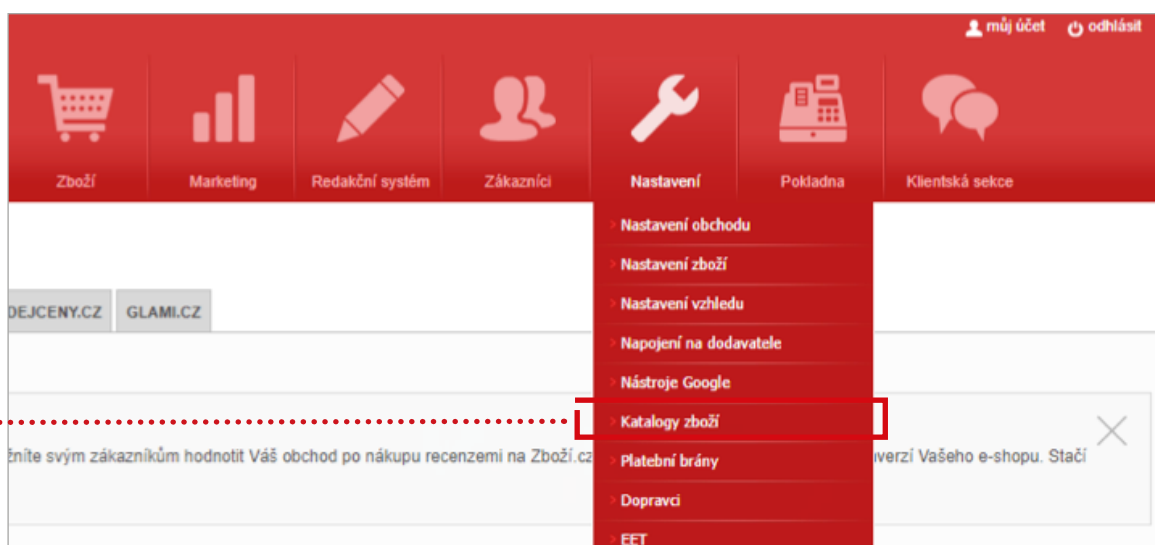 můj účet odhlásit
Zboží Marketing Redakční systém Zákazníci Nastavení Pokladna Klientská sekce
Nastavení obchodu
Nastavení zboží
Nastavení vzhledu
DEJCENY.CZ GLAMI.CZ
Napojení na dodavatele
Nástroje Google
Katalogy zboží
žníte svým zákazníkům hodnotit Váš obchod po nákupu recenzemi na Zboží.cz verzí Vašeho e-shopu. Stačí
Platební brány
Dopravci
EET